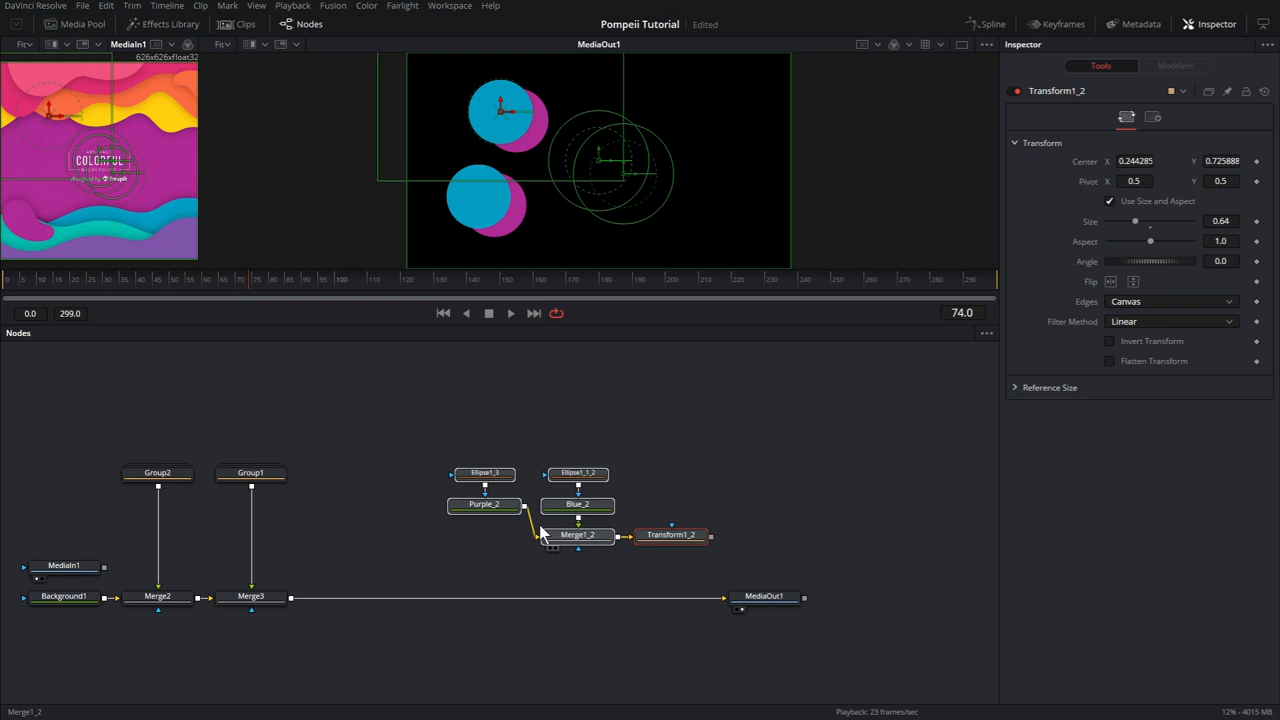 DaVinci Resolve File Edit Trim Timeline Clip Mark View Playback Fusion Color Fairlight Workspace Help
Media Pool Effects Library Clips Nodes Pompeii Tutorial Edited Spline Keyframes Metadata Inspector
Fit MediaIn1 Fit MediaOut1 Inspector
626x626xfloat32
Tools Modifiers
Transform1_2
Transform
Center X 0.244285 Y 0.725888
Pivot X 0.5 Y 0.5
Use Size and Aspect
Size 0.64
Aspect 1.0
Angle 0.0
Flip
Edges Canvas
Filter Method Linear
Invert Transform
Flatten Transform
Reference Size
ABSTRACT
COLORFUL
BACKGROUND
designed by freepik
0 5 10 15 20 25 30 35 40 45 50 55 60 65 70 75 80 85 90 95 100 110 120 130 140 150 160 170 180 190 200 210 220 230 240 250 260 270 280 290
0.0 299.0 74.0
Nodes
Group2 Group1
Ellipse1_3 Ellipse1_1_2
Purple_2 Blue_2
Merge1_2 Transform1_2
MediaIn1
Background1 Merge2 Merge3 MediaOut1
Merge1_2 Playback: 23 frames/sec 12% - 4015 MB